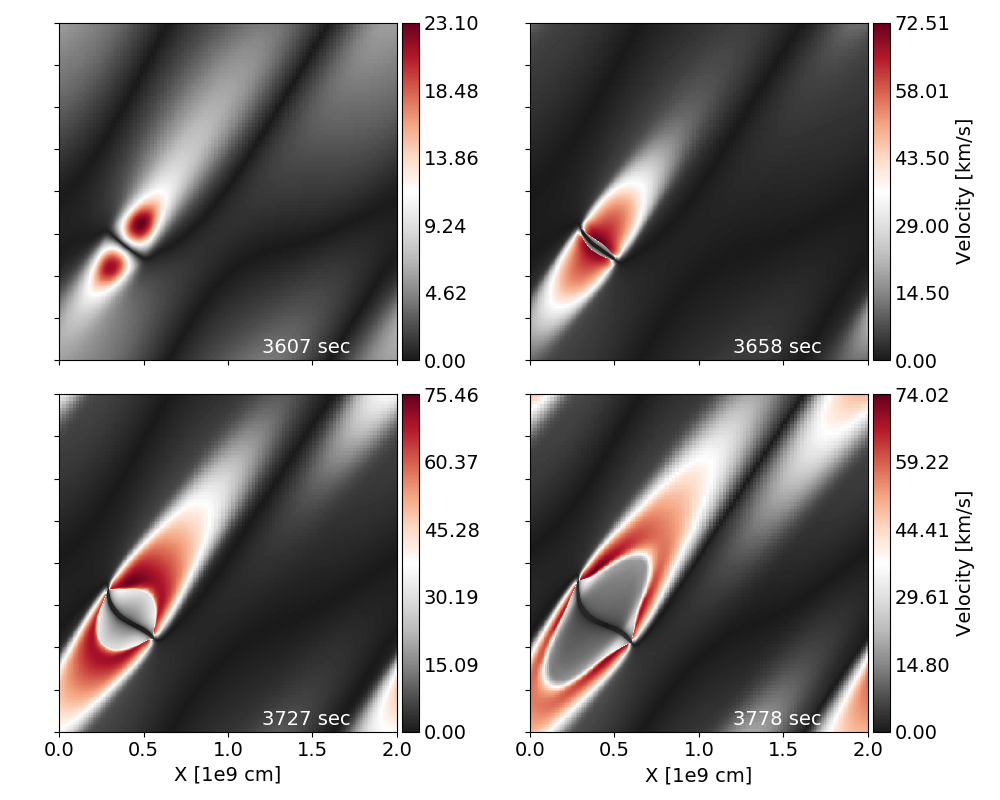 23.10
18.48
13.86
9.24
4.62
0.00
3607 sec
72.51
58.01
43.50
29.00
14.50
0.00
Velocity [km/s]
3658 sec
75.46
60.37
45.28
30.19
15.09
0.00
3727 sec
0.0 0.5 1.0 1.5 2.0
X [1e9 cm]
74.02
59.22
44.41
29.61
14.80
0.00
Velocity [km/s]
3778 sec
0.0 0.5 1.0 1.5 2.0
X [1e9 cm]